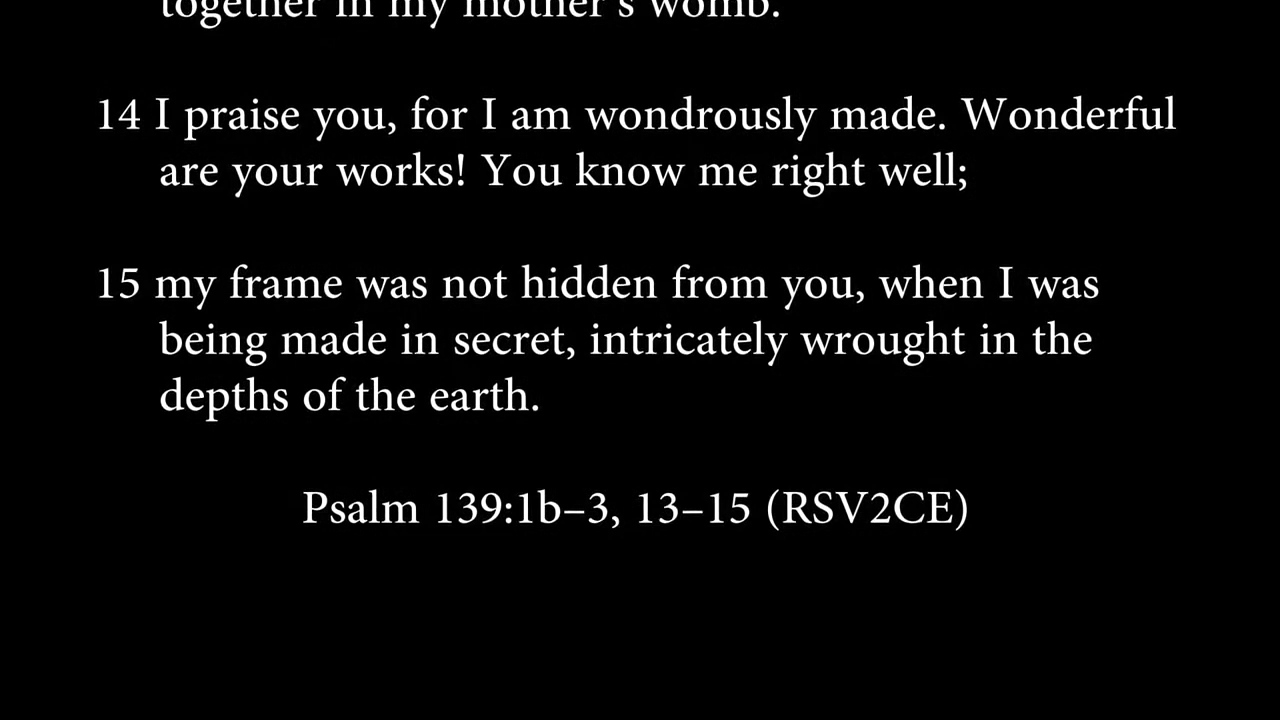 together in my mother's womb.
14 I praise you, for I am wondrously made. Wonderful
are your works! You know me right well;
15 my frame was not hidden from you, when I was
being made in secret, intricately wrought in the
depths of the earth.
Psalm 139:1b–3, 13–15 (RSV2CE)